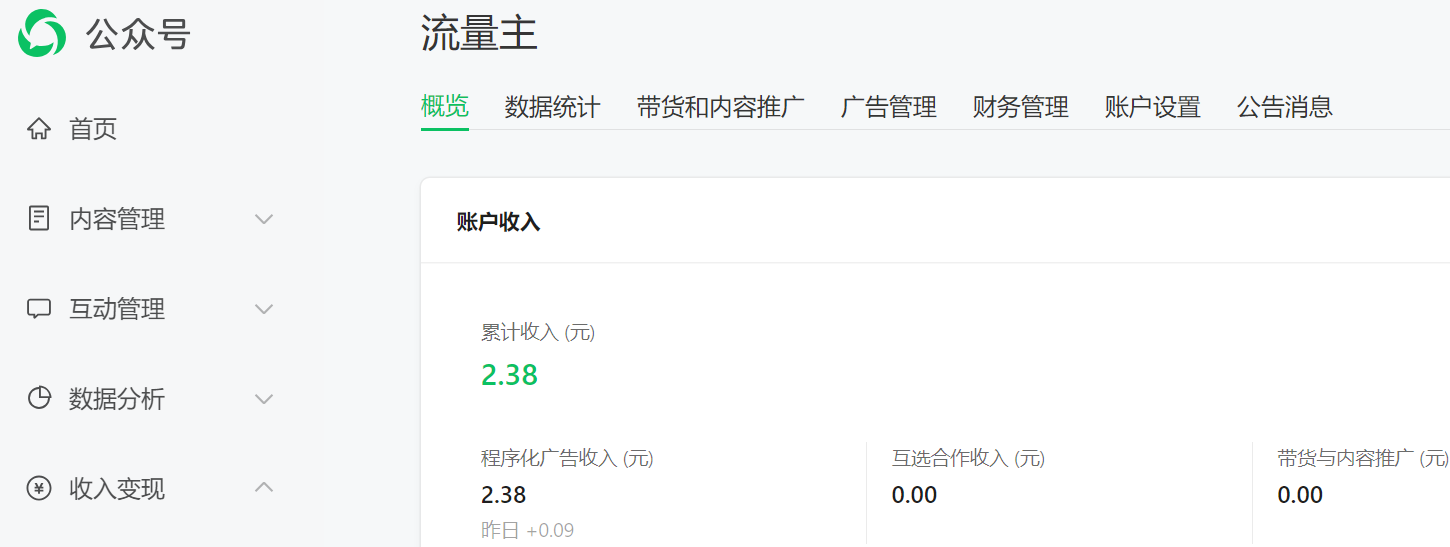 公众号
首页
内容管理
互动管理
数据分析
收入变现
流量主
概览 数据统计 带货和内容推广 广告管理 财务管理 账户设置 公告消息
账户收入
累计收入 (元)
2.38
程序化广告收入 (元) 互选合作收入 (元) 带货与内容推广 (元)
2.38 0.00 0.00
昨日 +0.09